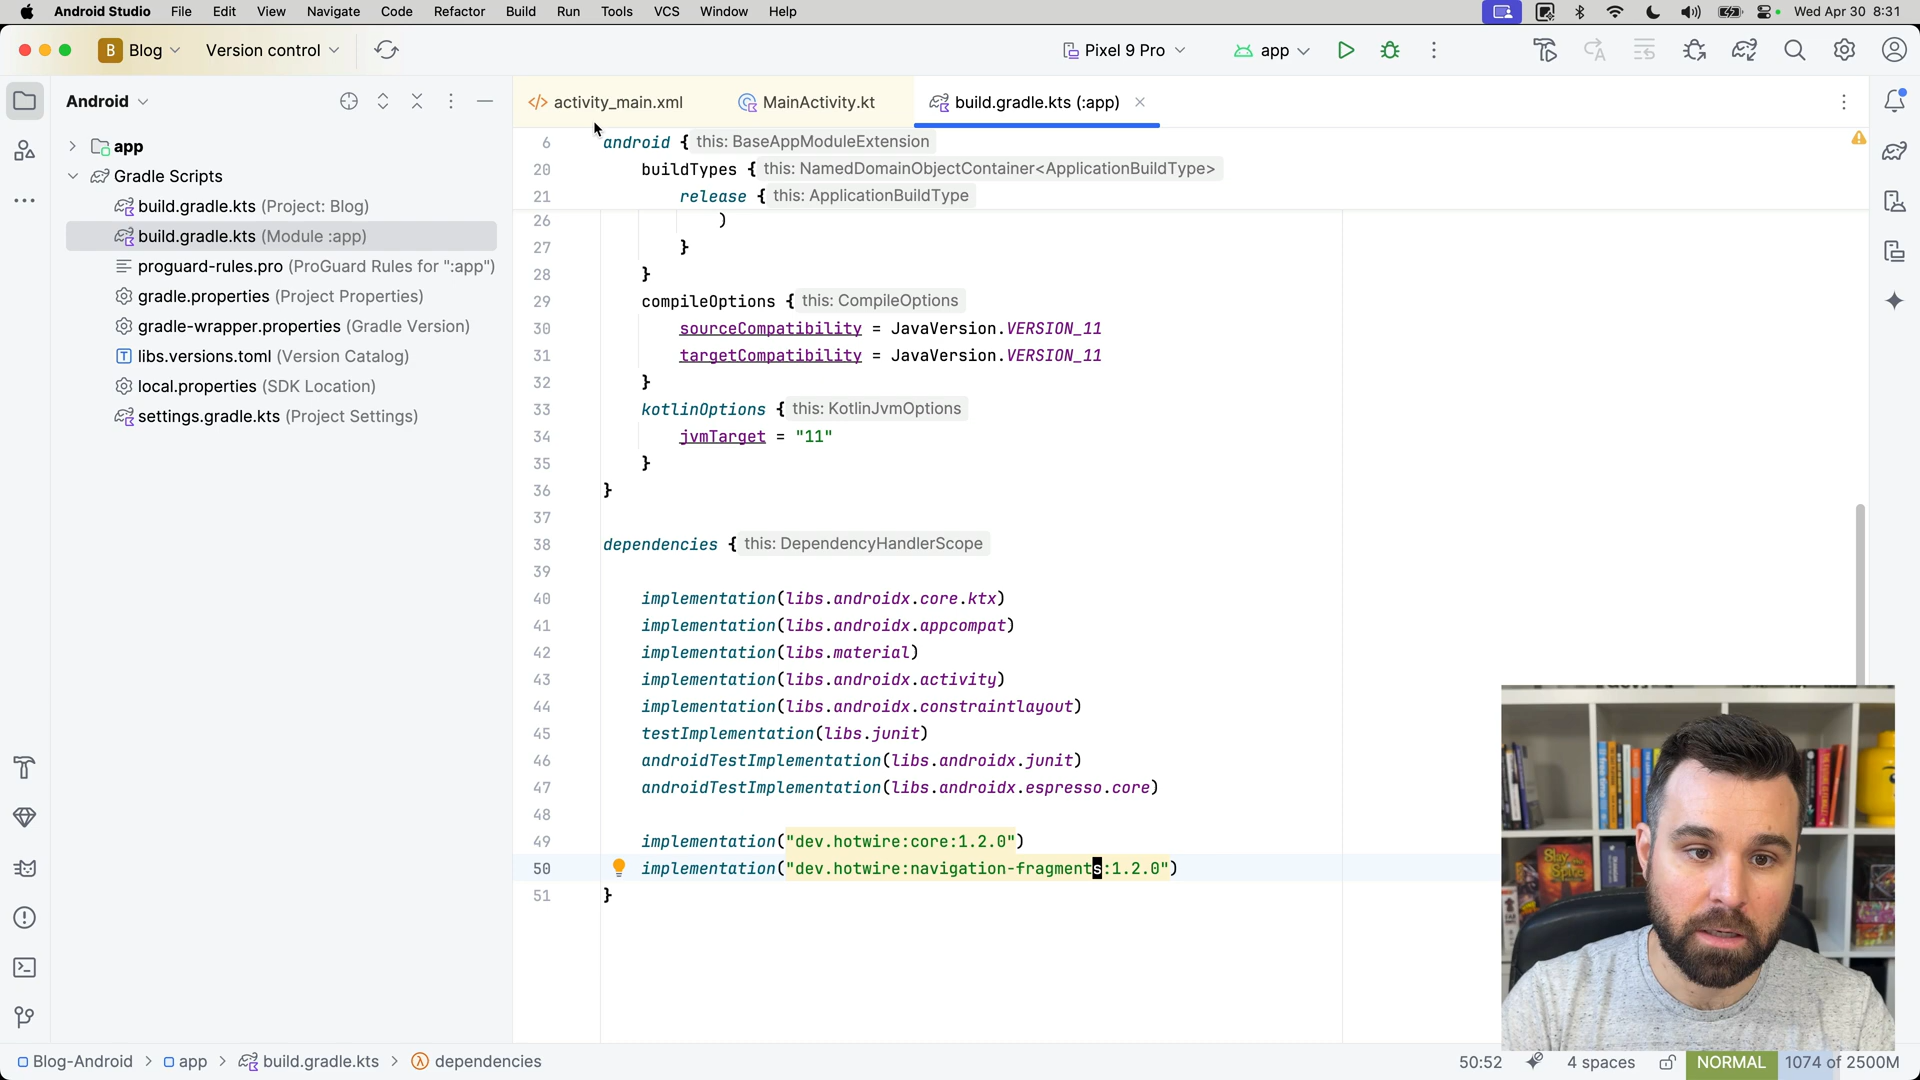 Android Studio File Edit View Navigate Code Refactor Build Run Tools VCS Window Help Wed Apr 30 8:31
B Blog Version control Pixel 9 Pro app
Android
activity_main.xml MainActivity.kt build.gradle.kts (:app)
app
Gradle Scripts
build.gradle.kts (Project: Blog)
build.gradle.kts (Module :app)
proguard-rules.pro (ProGuard Rules for ":app")
gradle.properties (Project Properties)
gradle-wrapper.properties (Gradle Version)
libs.versions.toml (Version Catalog)
local.properties (SDK Location)
settings.gradle.kts (Project Settings)
6 android { this: BaseAppModuleExtension
20 buildTypes { this: NamedDomainObjectContainer<ApplicationBuildType>
21 release { this: ApplicationBuildType
26 )
27 }
28 }
29 compileOptions { this: CompileOptions
30 sourceCompatibility = JavaVersion.VERSION_11
31 targetCompatibility = JavaVersion.VERSION_11
32 }
33 kotlinOptions { this: KotlinJvmOptions
34 jvmTarget = "11"
35 }
36 }
37
38 dependencies { this: DependencyHandlerScope
39
40 implementation(libs.androidx.core.ktx)
41 implementation(libs.androidx.appcompat)
42 implementation(libs.material)
43 implementation(libs.androidx.activity)
44 implementation(libs.androidx.constraintlayout)
45 testImplementation(libs.junit)
46 androidTestImplementation(libs.androidx.junit)
47 androidTestImplementation(libs.androidx.espresso.core)
48
49 implementation("dev.hotwire:core:1.2.0")
50 implementation("dev.hotwire:navigation-fragments:1.2.0")
51 }
Slay the Spire
Blog-Android > app > build.gradle.kts > dependencies 50:52 4 spaces NORMAL 1074 of 2500M